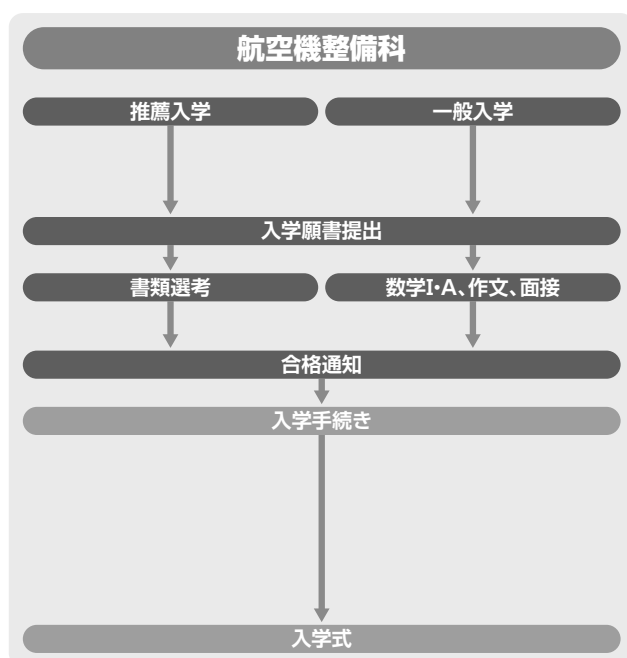 航空機整備科
推薦入学
一般入学
入学願書提出
書類選考
数学I・A、作文、面接
合格通知
入学手続き
入学式